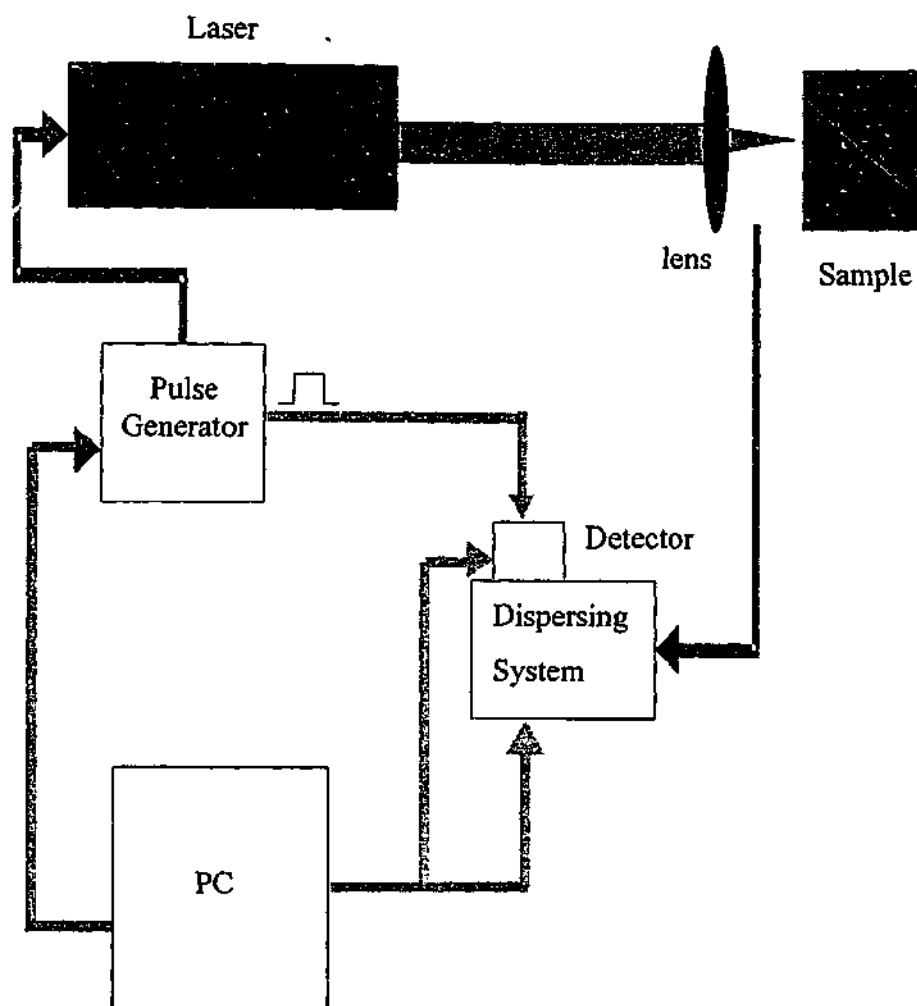 Laser
lens
Sample
Pulse
Generator
Detector
Dispersing
System
PC